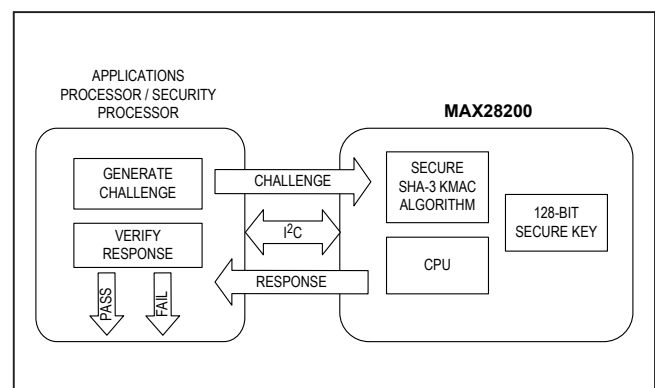 APPLICATIONS
PROCESSOR / SECURITY
PROCESSOR
GENERATE
CHALLENGE
VERIFY
RESPONSE
PASS
FAIL
CHALLENGE
I²C
RESPONSE
MAX28200
SECURE
SHA-3 KMAC
ALGORITHM
CPU
128-BIT
SECURE KEY